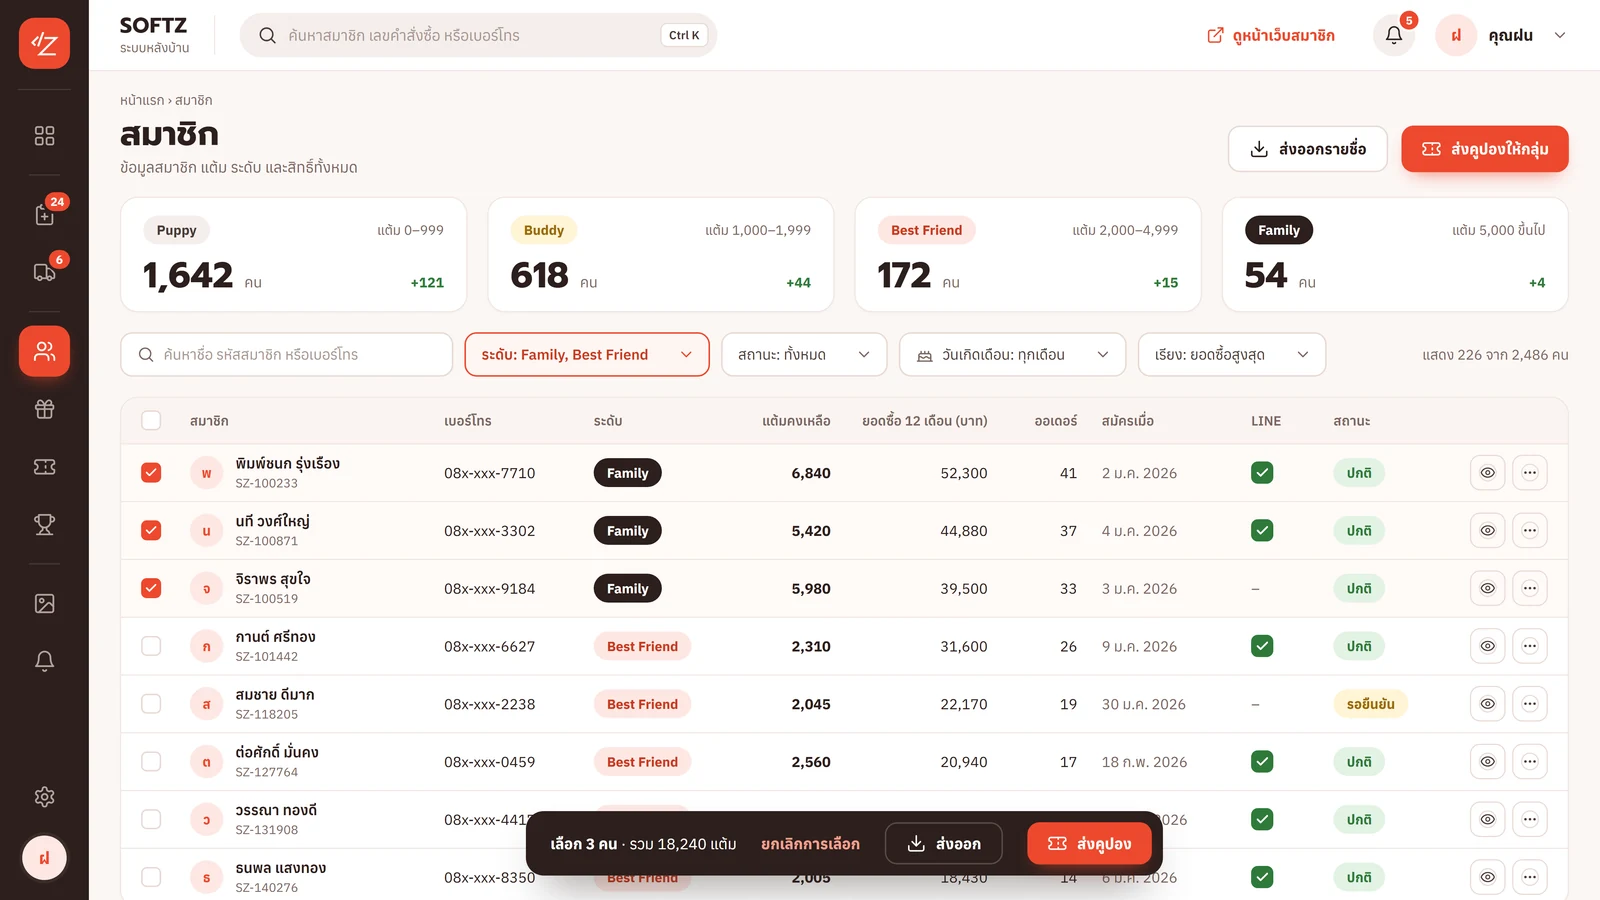 SOFTZ
ระบบหลังบ้าน
ค้นหาสมาชิก เลขคำสั่งซื้อ หรือเบอร์โทร
Ctrl K
ดูหน้าเว็บสมาชิก
5
ฝ
คุณฝน
24
6
ฝ
หน้าแรก › สมาชิก
สมาชิก
ข้อมูลสมาชิก แต้ม ระดับ และสิทธิ์ทั้งหมด
ส่งออกรายชื่อ
ส่งคูปองให้กลุ่ม
Puppy แต้ม 0–999
1,642 คน +121
Buddy แต้ม 1,000–1,999
618 คน +44
Best Friend แต้ม 2,000–4,999
172 คน +15
Family แต้ม 5,000 ขึ้นไป
54 คน +4
ค้นหาชื่อ รหัสสมาชิก หรือเบอร์โทร
ระดับ: Family, Best Friend
สถานะ: ทั้งหมด
วันเกิดเดือน: ทุกเดือน
เรียง: ยอดซื้อสูงสุด
แสดง 226 จาก 2,486 คน
สมาชิก เบอร์โทร ระดับ แต้มคงเหลือ ยอดซื้อ 12 เดือน (บาท) ออเดอร์ สมัครเมื่อ LINE สถานะ
พ พิมพ์ชนก รุ่งเรือง 08x-xxx-7710 Family 6,840 52,300 41 2 ม.ค. 2026 ปกติ
SZ-100233
น นที วงศ์ใหญ่ 08x-xxx-3302 Family 5,420 44,880 37 4 ม.ค. 2026 ปกติ
SZ-100871
จ จิราพร สุขใจ 08x-xxx-9184 Family 5,980 39,500 33 3 ม.ค. 2026 – ปกติ
SZ-100519
ก กานต์ ศรีทอง 08x-xxx-6627 Best Friend 2,310 31,600 26 9 ม.ค. 2026 ปกติ
SZ-101442
ส สมชาย ดีมาก 08x-xxx-2238 Best Friend 2,045 22,170 19 30 ม.ค. 2026 – รอยืนยัน
SZ-118205
ต ต่อศักดิ์ มั่นคง 08x-xxx-0459 Best Friend 2,560 20,940 17 18 ก.พ. 2026 ปกติ
SZ-127764
ว วรรณา ทองดี 08x-xxx-441 026 ปกติ
SZ-131908
เลือก 3 คน · รวม 18,240 แต้ม ยกเลิกการเลือก ส่งออก ส่งคูปอง
ธ ธนพล แสงทอง 08x-xxx-8350 Best Friend 2,005 18,430 14 6 ม.ค. 2026 ปกติ
SZ-140276